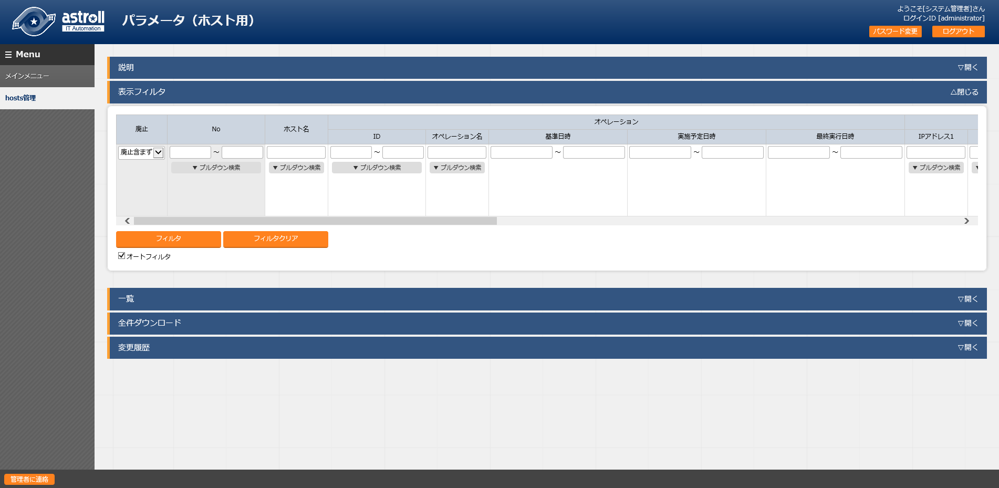 astroll
IT Automation
パラメータ（ホスト用）
ようこそ[システム管理者]さん
ログインID [administrator]
パスワード変更 ログアウト
Menu
メインメニュー
hosts管理
説明 ▽開く
表示フィルタ △閉じる
オペレーション
廃止 No ホスト名
ID オペレーション名 基準日時 実施予定日時 最終実行日時 IPアドレス1
廃止含まず ～ ～ ～ ～ ～
▼ プルダウン検索 ▼ プルダウン検索 ▼ プルダウン検索 ▼ プルダウン検索 ▼ プルダウン検索 ▼
フィルタ フィルタクリア
オートフィルタ
一覧 ▽開く
全件ダウンロード ▽開く
変更履歴 ▽開く
管理者に連絡